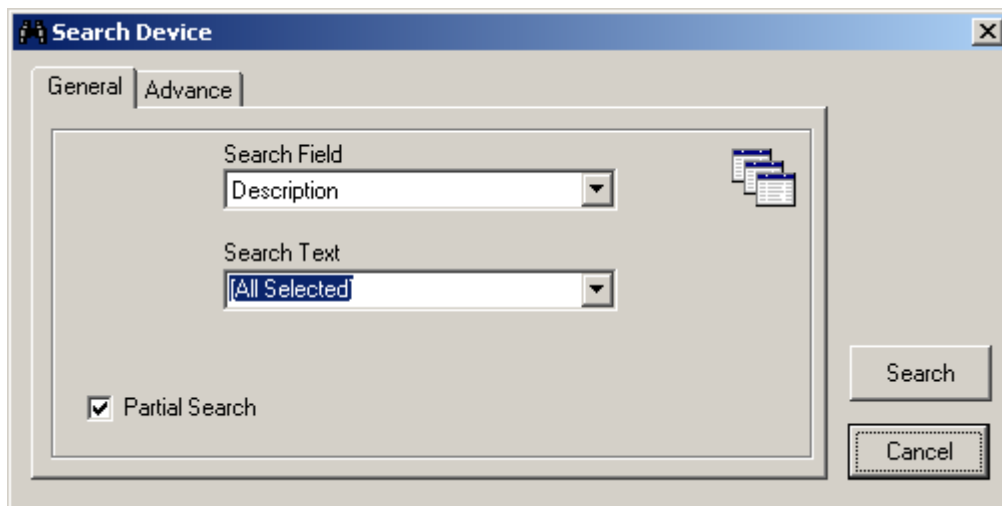 Search Device
General Advance
Search Field
Description
Search Text
[All Selected]
Partial Search
Search
Cancel